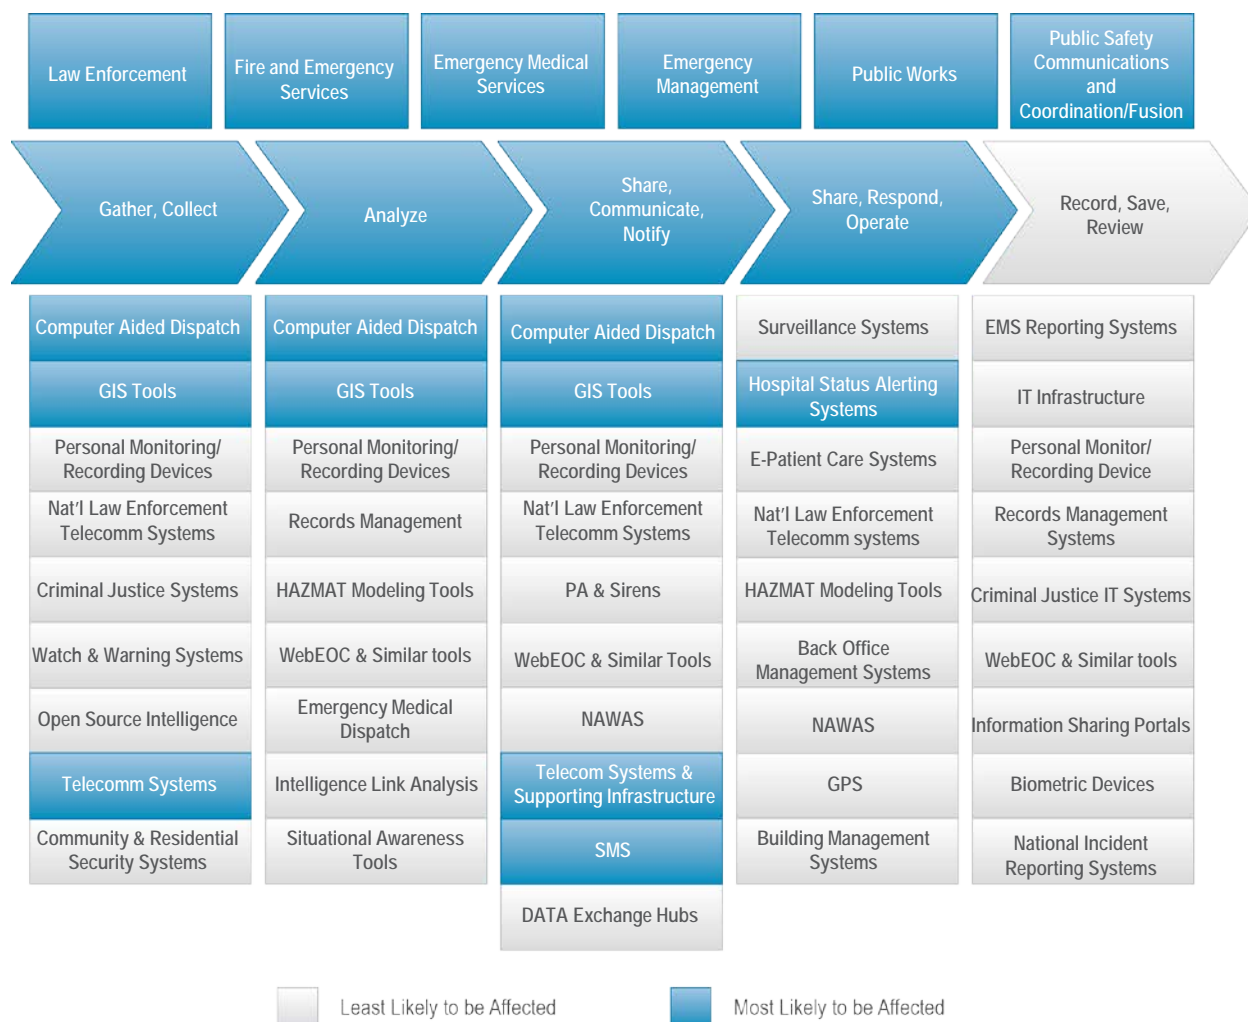 Law Enforcement
Fire and Emergency
Services
Emergency Medical
Services
Emergency
Management
Public Works
Public Safety
Communications
and
Coordination/Fusion
Gather, Collect
Analyze
Share,
Communicate,
Notify
Share, Respond,
Operate
Record, Save,
Review
Computer Aided Dispatch
GIS Tools
Personal Monitoring/
Recording Devices
Nat'l Law Enforcement
Telecomm Systems
Criminal Justice Systems
Watch & Warning Systems
Open Source Intelligence
Telecomm Systems
Community & Residential
Security Systems
Computer Aided Dispatch
GIS Tools
Personal Monitoring/
Recording Devices
Records Management
HAZMAT Modeling Tools
WebEOC & Similar tools
Emergency Medical
Dispatch
Intelligence Link Analysis
Situational Awareness
Tools
Computer Aided Dispatch
GIS Tools
Personal Monitoring/
Recording Devices
Nat'l Law Enforcement
Telecomm Systems
PA & Sirens
WebEOC & Similar Tools
NAWAS
Telecom Systems &
Supporting Infrastructure
SMS
DATA Exchange Hubs
Surveillance Systems
Hospital Status Alerting
Systems
E-Patient Care Systems
Nat'l Law Enforcement
Telecomm systems
HAZMAT Modeling Tools
Back Office
Management Systems
NAWAS
GPS
Building Management
Systems
EMS Reporting Systems
IT Infrastructure
Personal Monitor/
Recording Device
Records Management
Systems
Criminal Justice IT Systems
WebEOC & Similar tools
Information Sharing Portals
Biometric Devices
National Incident
Reporting Systems
Least Likely to be Affected
Most Likely to be Affected